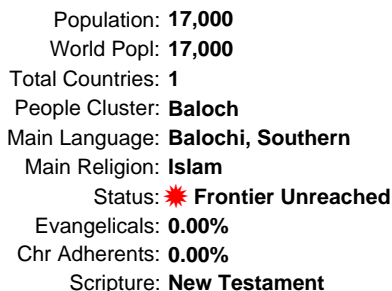 Population: 17,000
World Popl: 17,000
Total Countries: 1
People Cluster: Baloch
Main Language: Balochi, Southern
Main Religion: Islam
Status: Frontier Unreached
Evangelicals: 0.00%
Chr Adherents: 0.00%
Scripture: New Testament